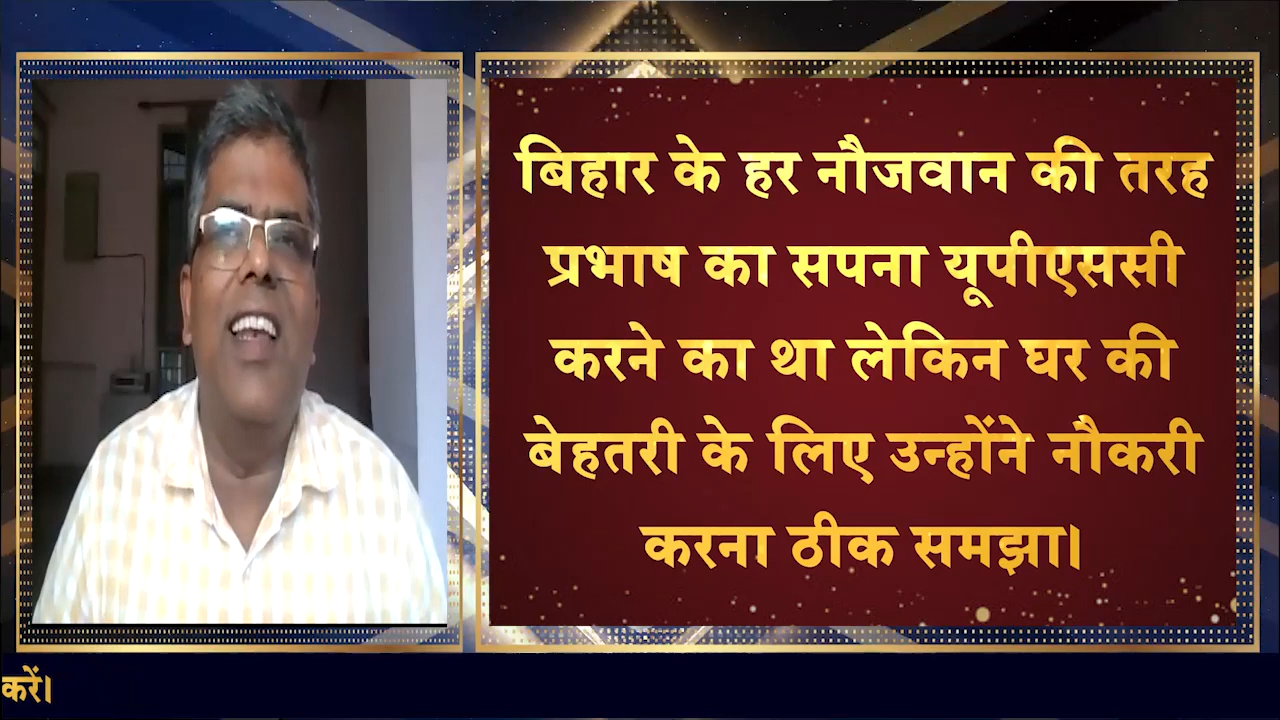 बिहार के हर नौजवान की तरह
प्रभाष का सपना यूपीएससी
करने का था लेकिन घर की
बेहतरी के लिए उन्होंने नौकरी
करना ठीक समझा।
करें।